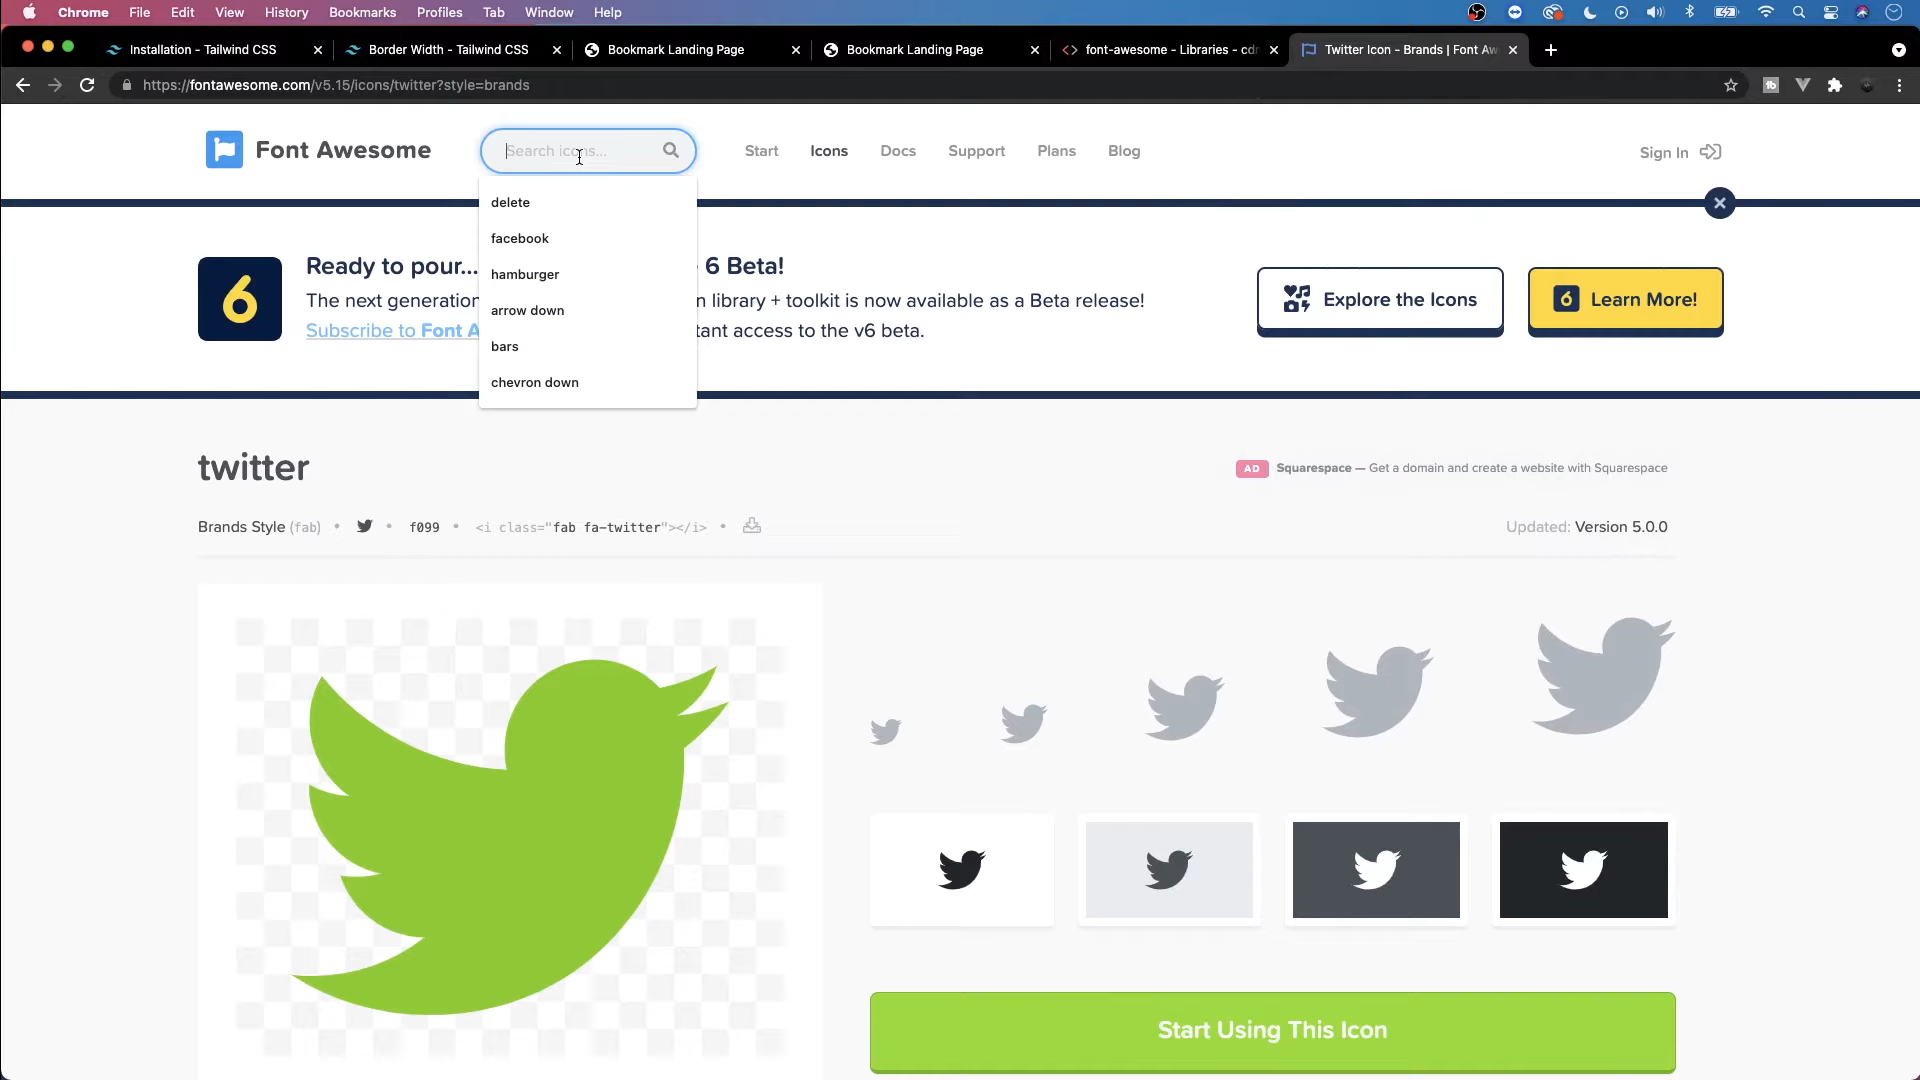 Chrome File Edit View History Bookmarks Profiles Tab Window Help
Installation - Tailwind CSS
Border Width - Tailwind CSS
Bookmark Landing Page
Bookmark Landing Page
font-awesome - Libraries - cdn
Twitter Icon - Brands | Font Aw
https://fontawesome.com/v5.15/icons/twitter?style=brands
Font Awesome
Search icons...
Start
Icons
Docs
Support
Plans
Blog
Sign In
delete
facebook
hamburger
arrow down
bars
chevron down
6
Ready to pour... 6 Beta!
The next generation n library + toolkit is now available as a Beta release!
Subscribe to Font A tant access to the v6 beta.
Explore the Icons
6 Learn More!
twitter
AD Squarespace — Get a domain and create a website with Squarespace
Brands Style (fab) • • f099 • <i class="fab fa-twitter"></i> •
Updated: Version 5.0.0
Start Using This Icon